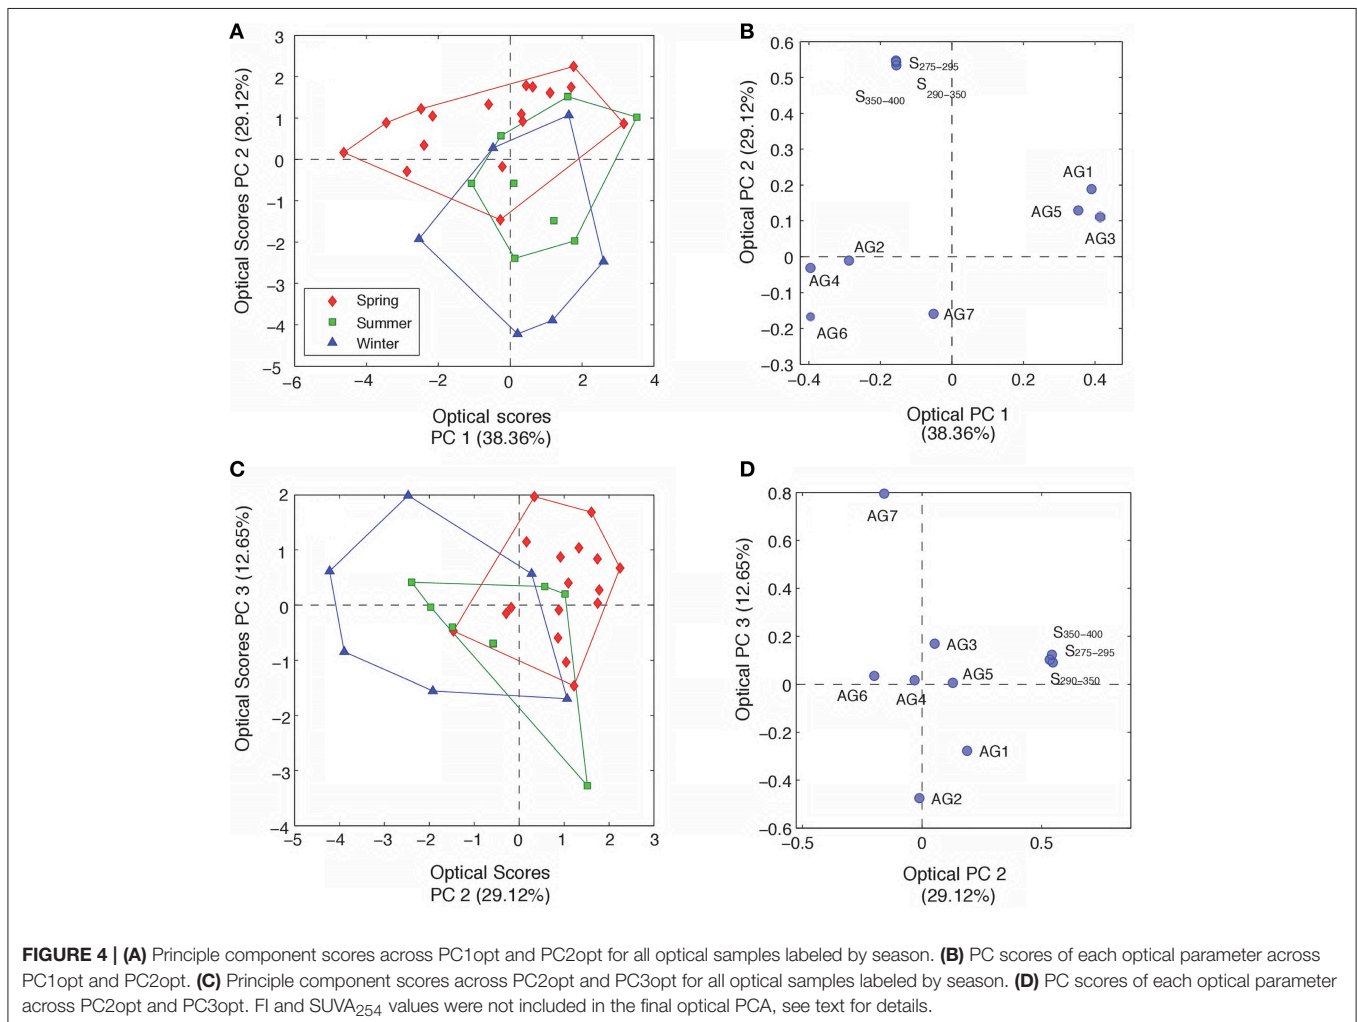 A
3
2
1
0
−1
−2
−3
−4
−5
−6
−4
−2
0
2
4
Optical Scores PC 2 (29.12%)
Spring
Summer
Winter
Optical scores
PC 1 (38.36%)
B
0.6
0.5
0.4
0.3
0.2
0.1
0
−0.1
−0.2
−0.3
−0.4
−0.2
0
0.2
0.4
Optical PC 2 (29.12%)
S275−295
S290−350
S350−400
AG1
AG5
AG3
AG2
AG4
AG7
AG6
Optical PC 1
(38.36%)
C
2
1
0
−1
−2
−3
−4
−5
−4
−3
−2
−1
0
1
2
3
Optical Scores PC 3 (12.65%)
Optical Scores
PC 2 (29.12%)
D
0.8
0.6
0.4
0.2
0
−0.2
−0.4
−0.6
−0.5
0
0.5
Optical PC 3 (12.65%)
AG7
S350−400
AG3
S275−295
AG5
S290−350
AG6
AG4
AG1
AG2
Optical PC 2
(29.12%)
FIGURE 4 | (A) Principle component scores across PC1opt and PC2opt for all optical samples labeled by season. (B) PC scores of each optical parameter across
PC1opt and PC2opt. (C) Principle component scores across PC2opt and PC3opt for all optical samples labeled by season. (D) PC scores of each optical parameter
across PC2opt and PC3opt. FI and SUVA254 values were not included in the final optical PCA, see text for details.